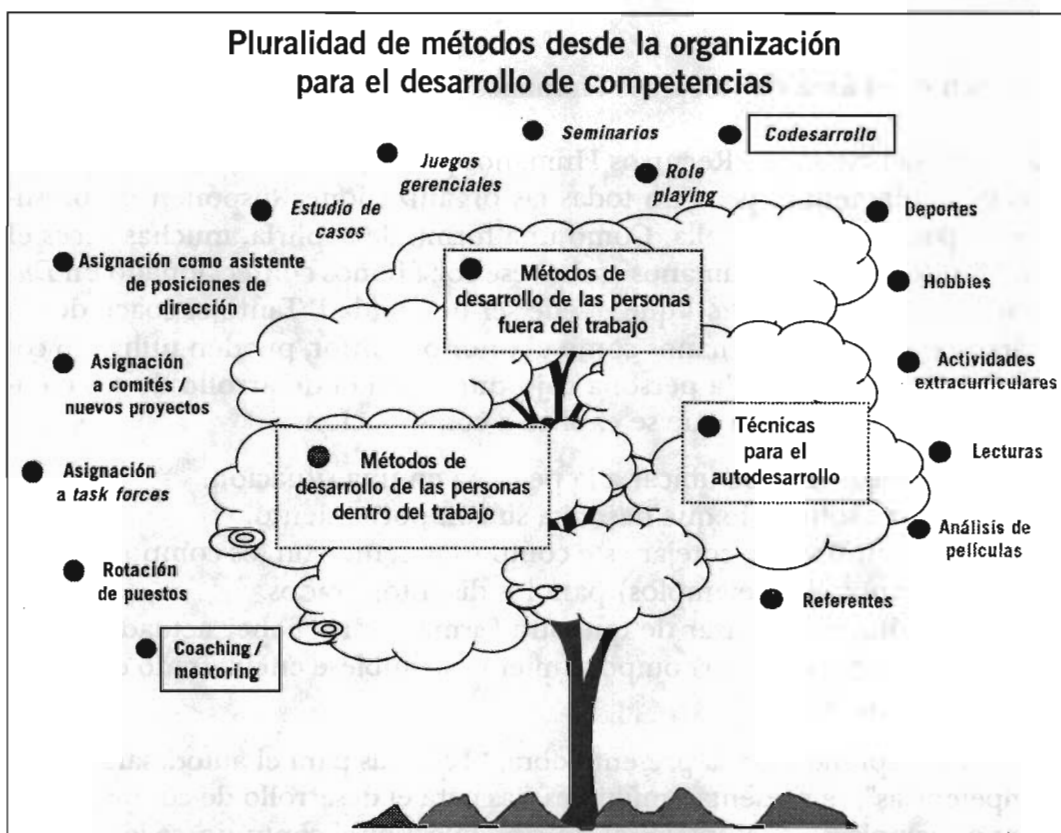 Pluralidad de métodos desde la organización
para el desarrollo de competencias
Seminarios
Codesarrollo
Juegos
gerenciales
Role
playing
Estudio de
casos
Deportes
Asignación como asistente
de posiciones de
dirección
Métodos de
desarrollo de las personas
fuera del trabajo
Hobbies
Asignación
a comités
nuevos proyectos
Actividades
extracurriculares
Técnicas
para el
autodesarrollo
Lecturas
Asignación
a task forces
Métodos de
desarrollo de las personas
dentro del trabajo
Análisis de
películas
Rotación
de puestos
Referentes
Coaching/
mentoring